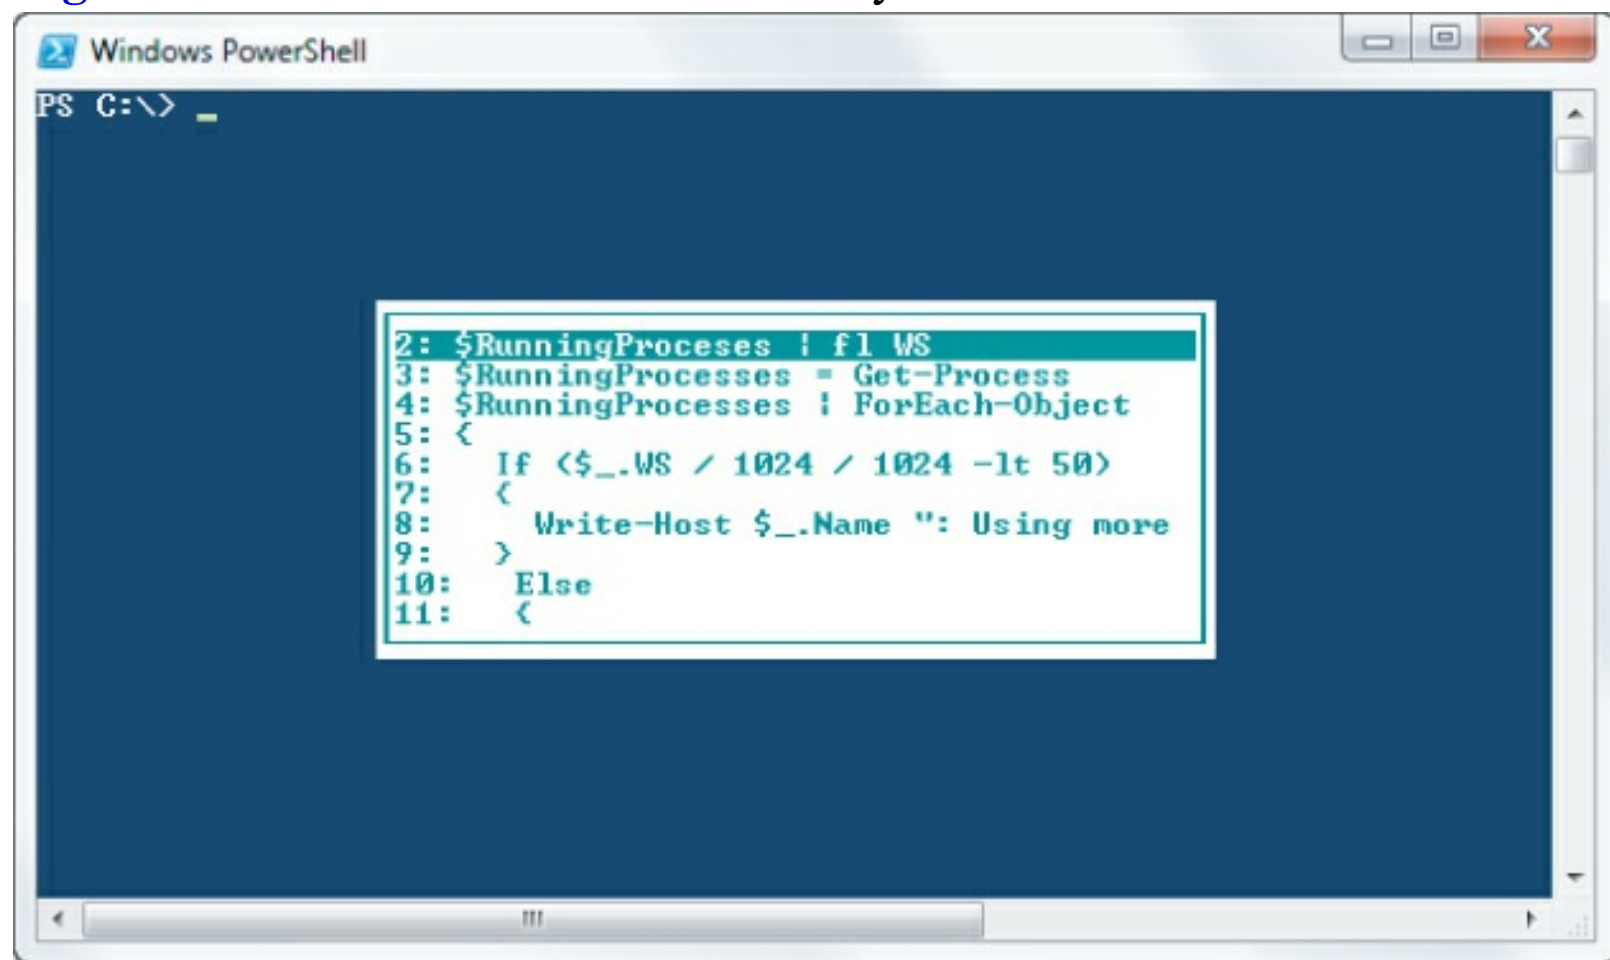 Windows PowerShell
PS C:\> _
2: $RunningProceses | fl WS
3: $RunningProcesses = Get-Process
4: $RunningProcesses | ForEach-Object
5: {
6:   If ($_.WS / 1024 / 1024 -lt 50)
7:   {
8:     Write-Host $_.Name ": Using more
9:   }
10:   Else
11:   {